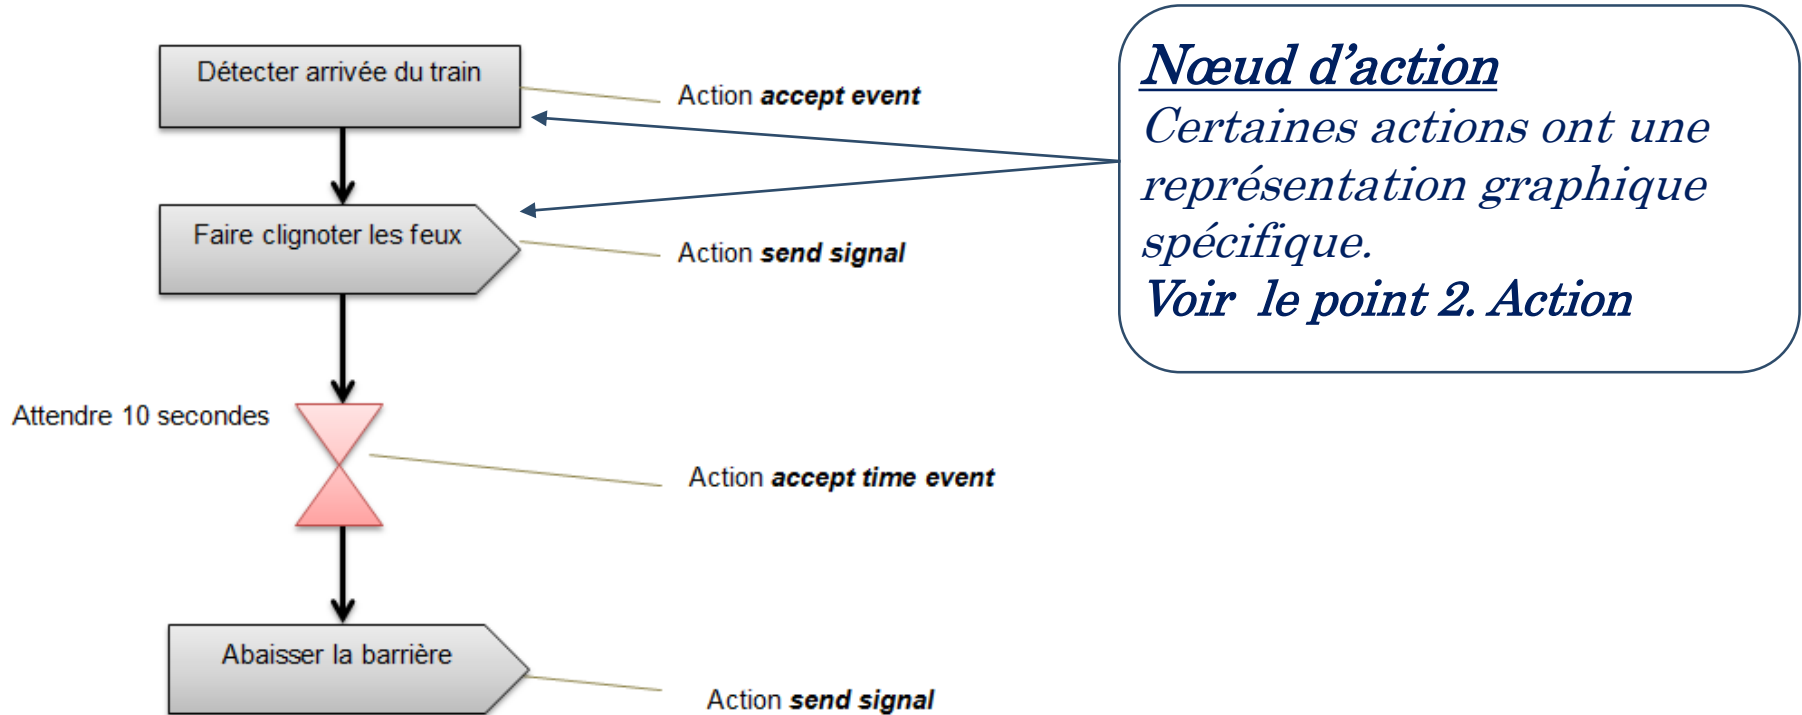 Détecter arrivée du train
Action accept event
Faire clignoter les feux
Action send signal
Attendre 10 secondes
Action accept time event
Abaisser la barrière
Action send signal
Nœud d’action
Certaines actions ont une
représentation graphique
spécifique.
Voir le point 2. Action